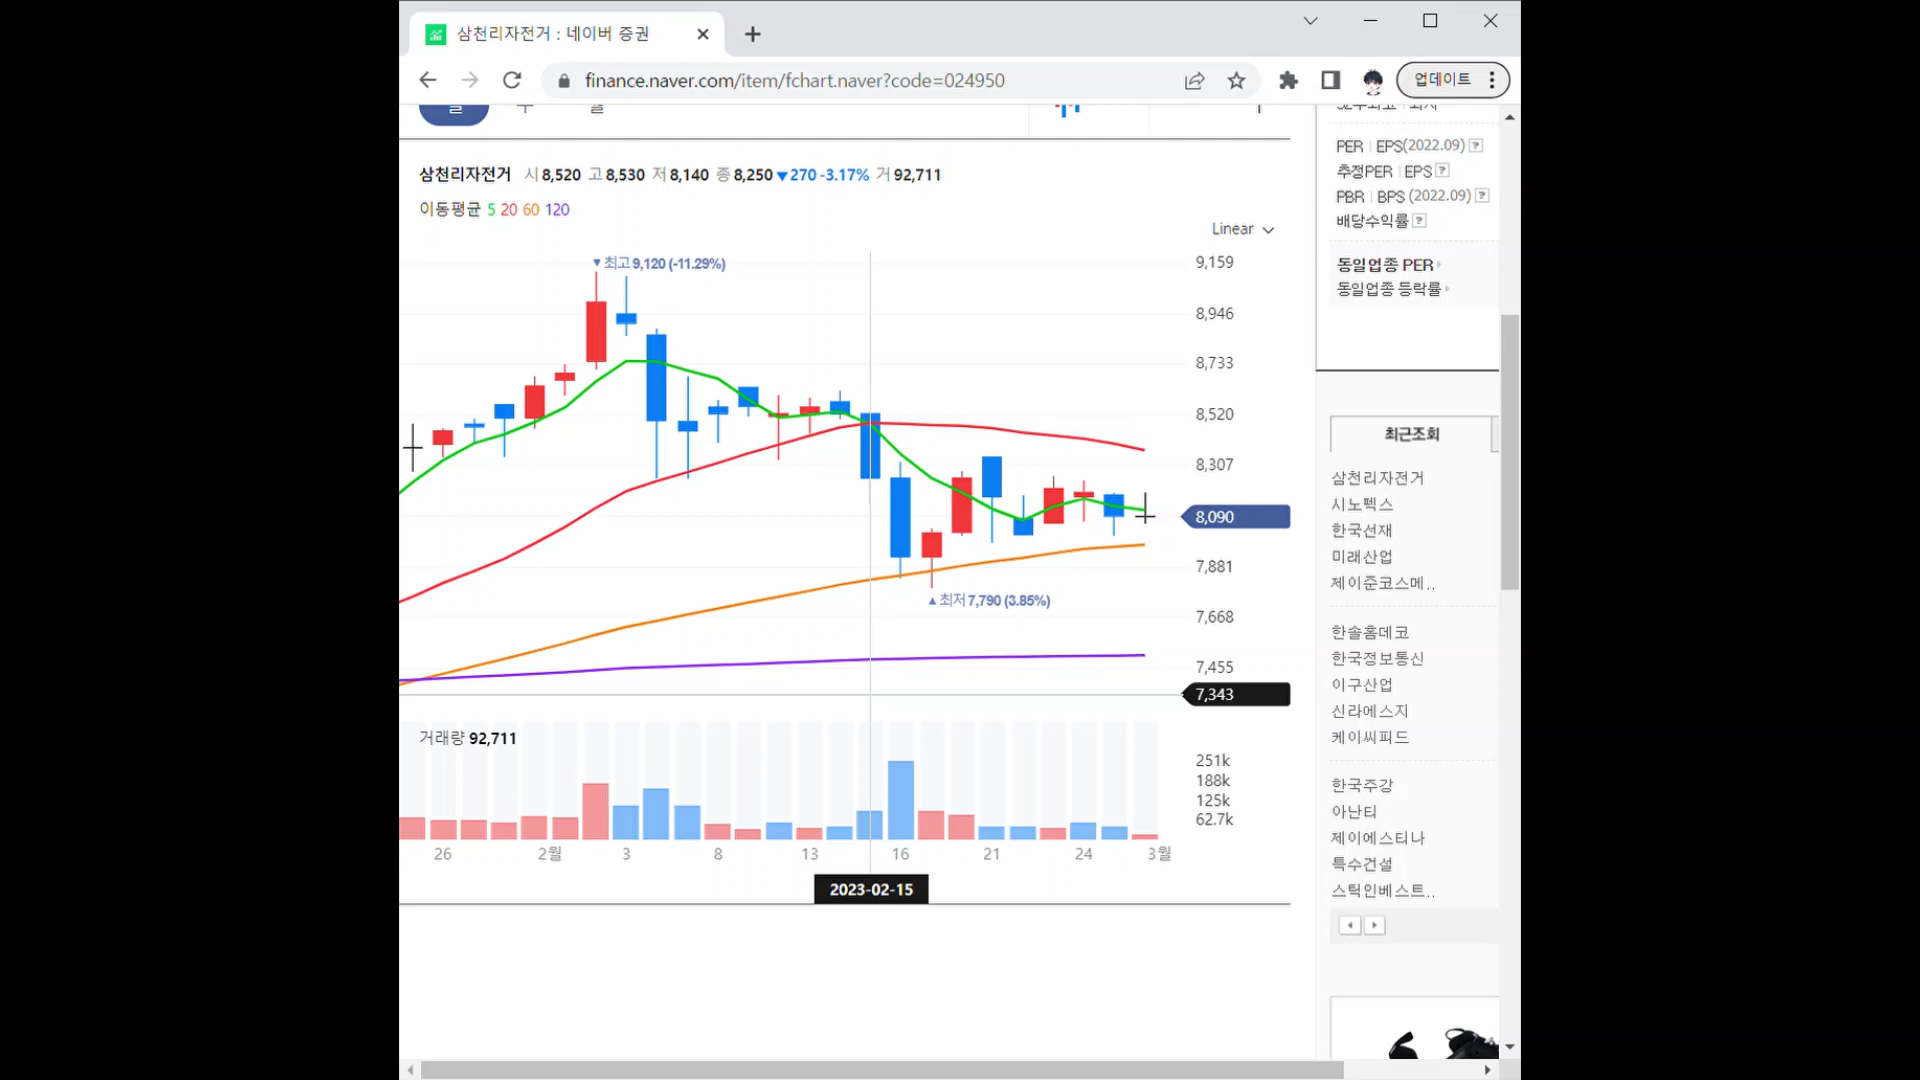 삼천리자전거 : 네이버 증권
finance.naver.com/item/fchart.naver?code=024950
업데이트
일 주 월
삼천리자전거 시 8,520 고 8,530 저 8,140 종 8,250 ▼270 -3.17% 거 92,711
이동평균 5 20 60 120
Linear
▼최고 9,120 (-11.29%)
9,159
8,946
8,733
8,520
8,307
8,090
7,881
▲최저 7,790 (3.85%)
7,668
7,455
7,343
거래량 92,711
251k
188k
125k
62.7k
26 2월 3 8 13 16 21 24 3월
2023-02-15
PER | EPS(2022.09) ?
추정PER | EPS ?
PBR | BPS (2022.09) ?
배당수익률 ?
동일업종 PER
동일업종 등락률
최근조회
삼천리자전거
시노펙스
한국선재
미래산업
제이준코스메..
한솔홈데코
한국정보통신
이구산업
신라에스지
케이씨피드
한국주강
아난티
제이에스티나
특수건설
스틱인베스트..